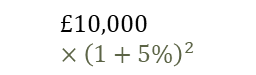 £10,000
× (1 + 5%)²